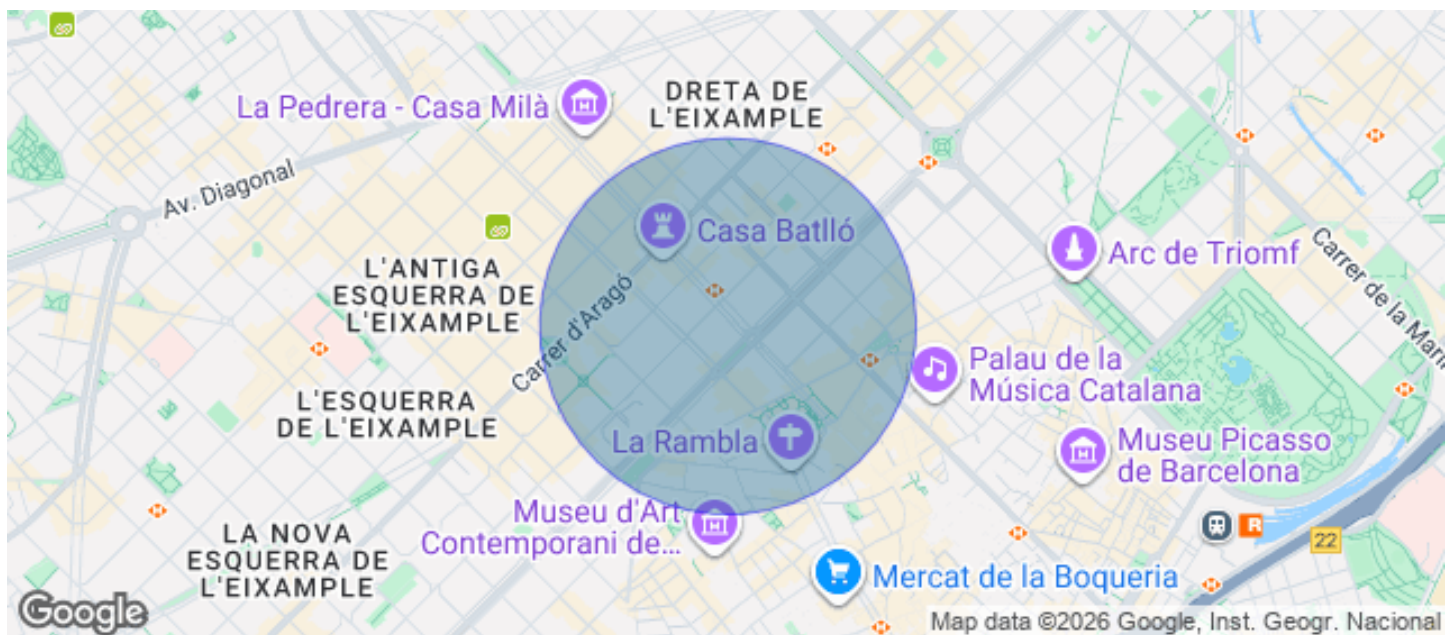 DRETA DE
L'EIXAMPLE
La Pedrera - Casa Milà
Av. Diagonal
Casa Batlló
Arc de Triomf
Carrer de la Marin
L'ANTIGA
ESQUERRA DE
L'EIXAMPLE
Carrer d'Aragó
Palau de la
Música Catalana
L'ESQUERRA
DE L'EIXAMPLE
La Rambla
Museu Picasso
de Barcelona
Museu d'Art
Contemporani de...
LA NOVA
ESQUERRA DE
L'EIXAMPLE
R
22
Mercat de la Boqueria
Google
Map data ©2026 Google, Inst. Geogr. Nacional